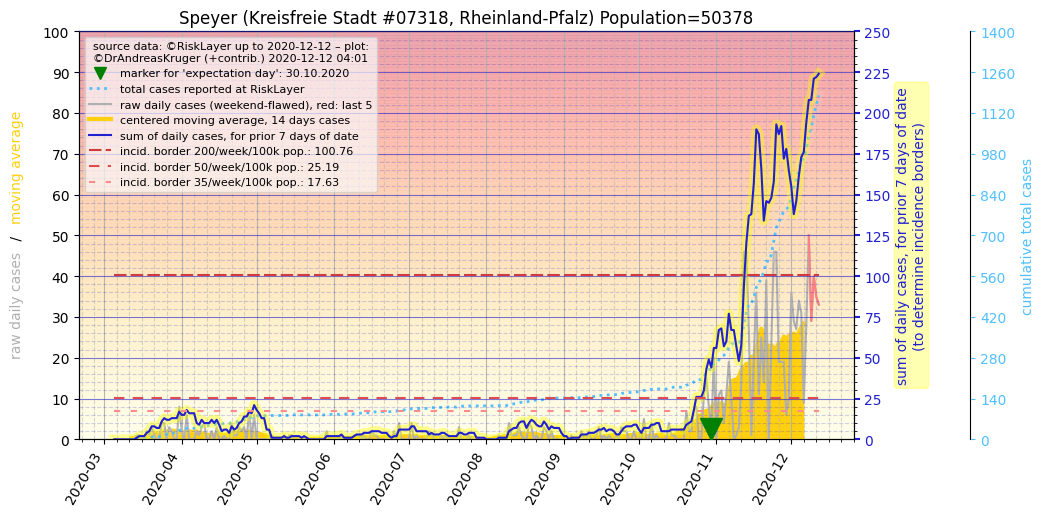 Speyer (Kreisfreie Stadt #07318, Rheinland-Pfalz) Population=50378
source data: ©RiskLayer up to 2020-12-12 – plot:
©DrAndreasKruger (+contrib.) 2020-12-12 04:01
marker for 'expectation day': 30.10.2020
total cases reported at RiskLayer
raw daily cases (weekend-flawed), red: last 5
centered moving average, 14 days cases
sum of daily cases, for prior 7 days of date
incid. border 200/week/100k pop.: 100.76
incid. border 50/week/100k pop.: 25.19
incid. border 35/week/100k pop.: 17.63
raw daily cases / moving average
100
90
80
70
60
50
40
30
20
10
0
2020-03
2020-04
2020-05
2020-06
2020-07
2020-08
2020-09
2020-10
2020-11
2020-12
250
225
200
175
150
125
100
75
50
25
0
sum of daily cases, for prior 7 days of date
(to determine incidence borders)
1400
1260
1120
980
840
700
560
420
280
140
0
cumulative total cases